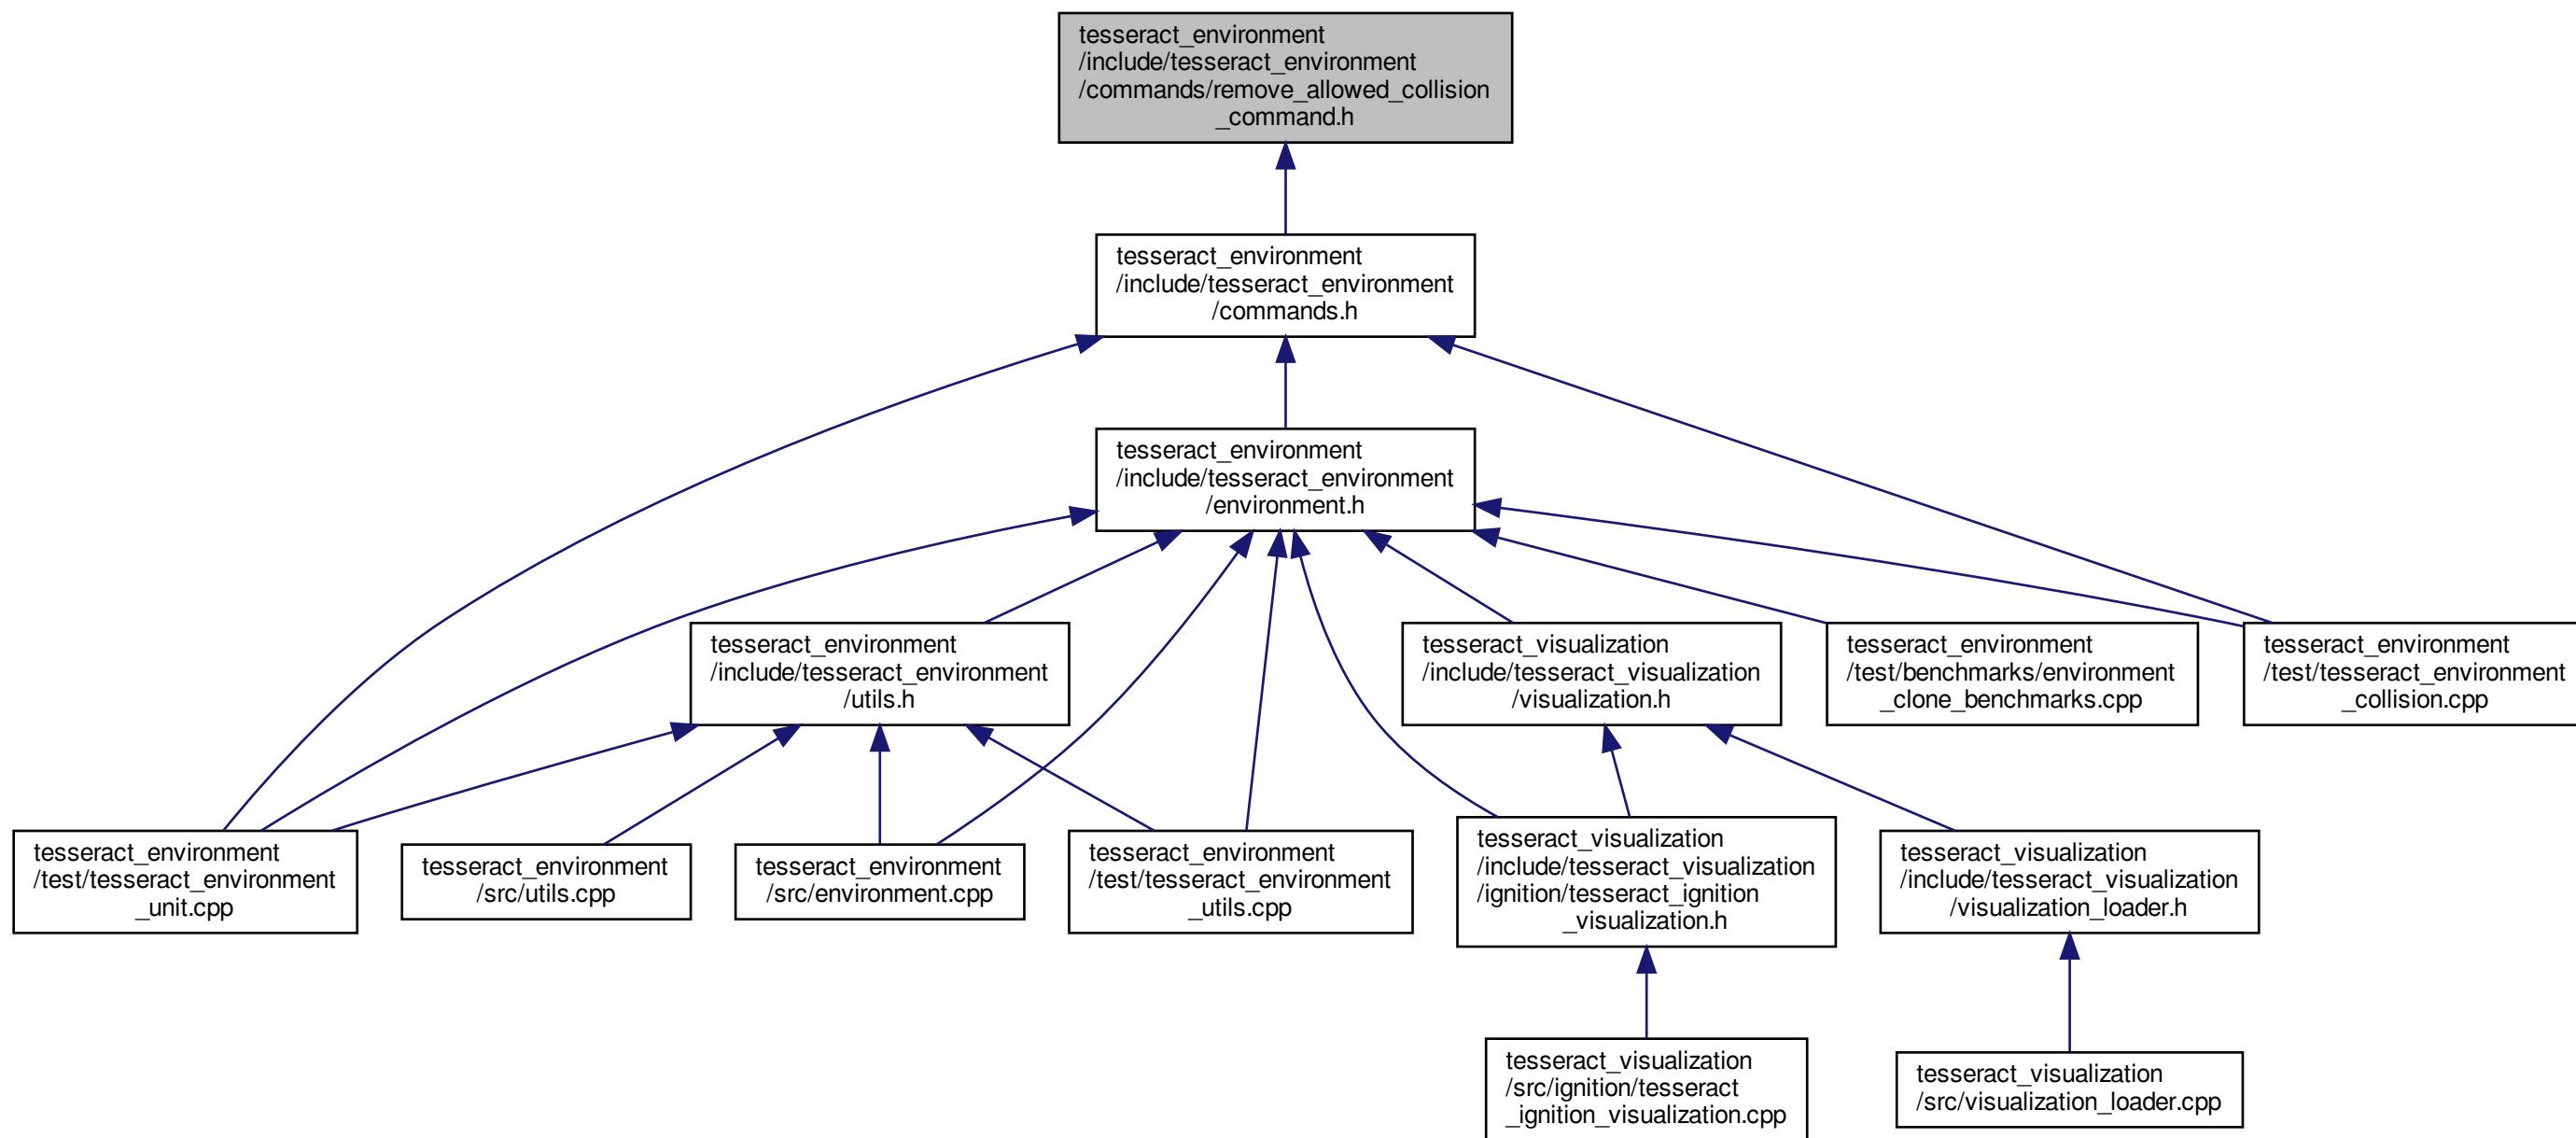 tesseract_environment
/include/tesseract_environment
/commands/remove_allowed_collision
_command.h
tesseract_environment
/include/tesseract_environment
/commands.h
tesseract_environment
/include/tesseract_environment
/environment.h
tesseract_environment
/include/tesseract_environment
/utils.h
tesseract_visualization
/include/tesseract_visualization
/visualization.h
tesseract_environment
/test/benchmarks/environment
_clone_benchmarks.cpp
tesseract_environment
/test/tesseract_environment
_collision.cpp
tesseract_environment
/test/tesseract_environment
_unit.cpp
tesseract_environment
/src/utils.cpp
tesseract_environment
/src/environment.cpp
tesseract_environment
/test/tesseract_environment
_utils.cpp
tesseract_visualization
/include/tesseract_visualization
/ignition/tesseract_ignition
_visualization.h
tesseract_visualization
/include/tesseract_visualization
/visualization_loader.h
tesseract_visualization
/src/ignition/tesseract
_ignition_visualization.cpp
tesseract_visualization
/src/visualization_loader.cpp